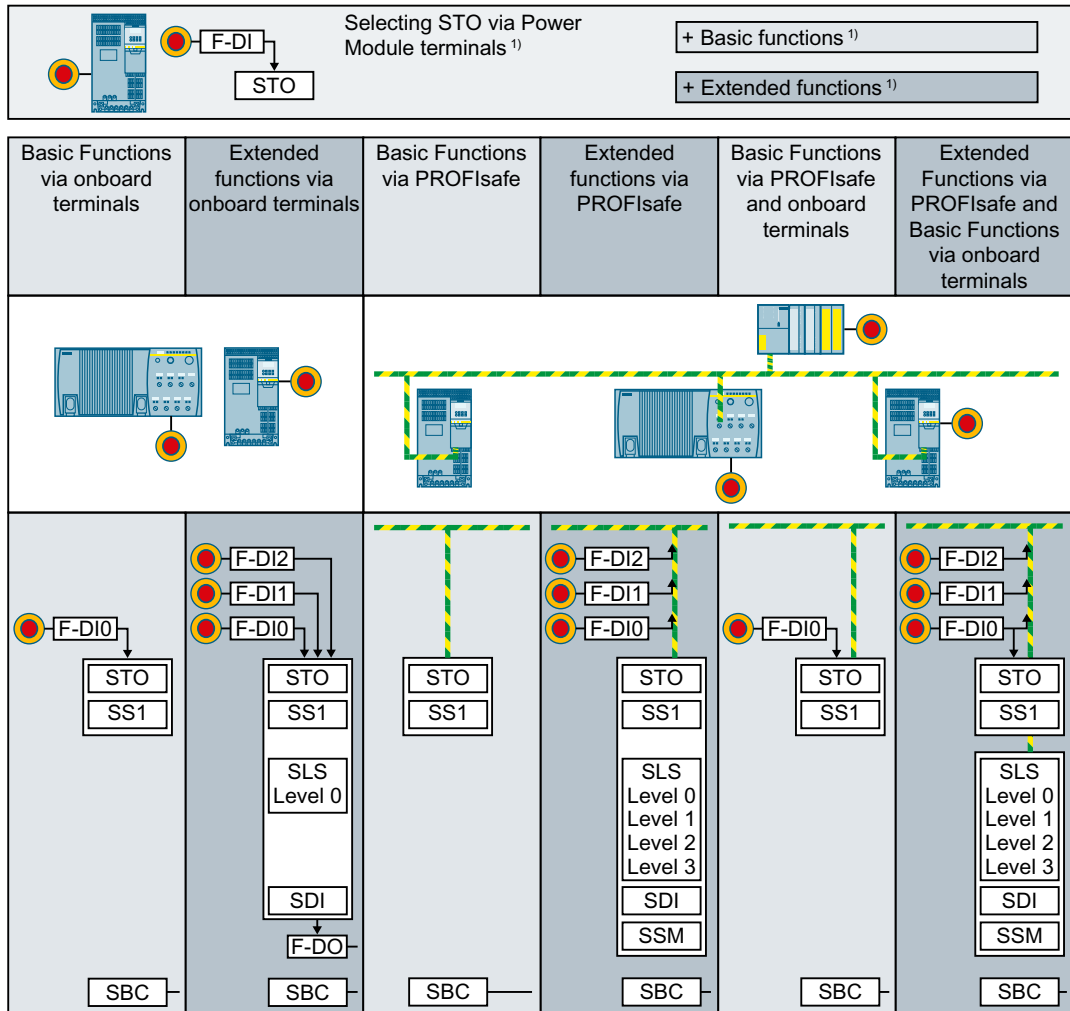 Selecting STO via Power
Module terminals 1)
F-DI
STO
+ Basic functions 1)
+ Extended functions 1)
Basic Functions
via onboard
terminals
Extended
functions via
onboard terminals
Basic Functions
via PROFIsafe
Extended
functions via
PROFIsafe
Basic Functions
via PROFIsafe
and onboard
terminals
Extended
Functions via
PROFIsafe and
Basic Functions
via onboard
terminals
F-DI0
STO
SS1
SBC
F-DI2
F-DI1
F-DI0
STO
SS1
SLS
Level 0
SDI
F-DO
SBC
STO
SS1
SBC
F-DI2
F-DI1
F-DI0
STO
SS1
SLS
Level 0
Level 1
Level 2
Level 3
SDI
SSM
SBC
F-DI0
STO
SS1
SBC
F-DI2
F-DI1
F-DI0
STO
SS1
SLS
Level 0
Level 1
Level 2
Level 3
SDI
SSM
SBC